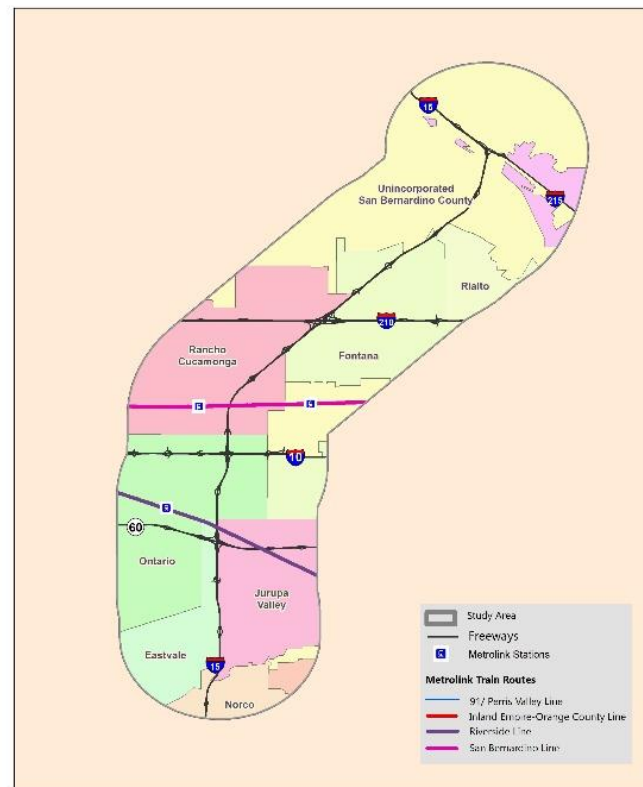 15
215
Unincorporated
San Bernardino County
Rialto
210
Rancho
Cucamonga
Fontana
10
60
Ontario
Jurupa
Valley
Eastvale
15
Norco
Study Area
Freeways
Metrolink Stations
Metrolink Train Routes
91/ Perris Valley Line
Inland Empire-Orange County Line
Riverside Line
San Bernardino Line